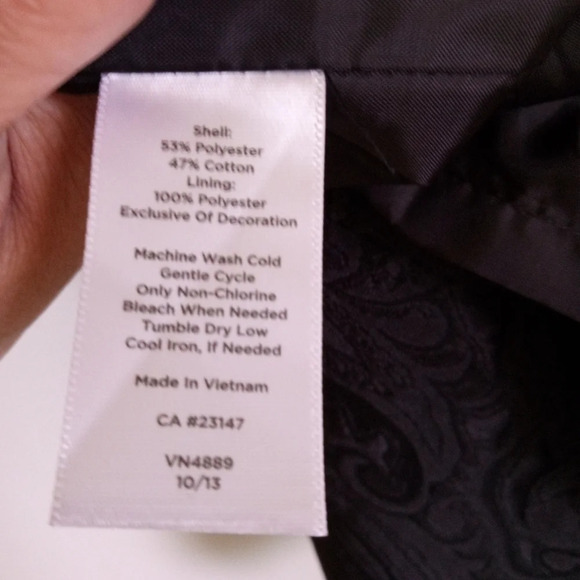 Shell:
53% Polyester
47% Cotton
Lining:
100% Polyester
Exclusive Of Decoration
Machine Wash Cold
Gentle Cycle
Only Non-Chlorine
Bleach When Needed
Tumble Dry Low
Cool Iron, If Needed
Made In Vietnam
CA #23147
VN4889
10/13